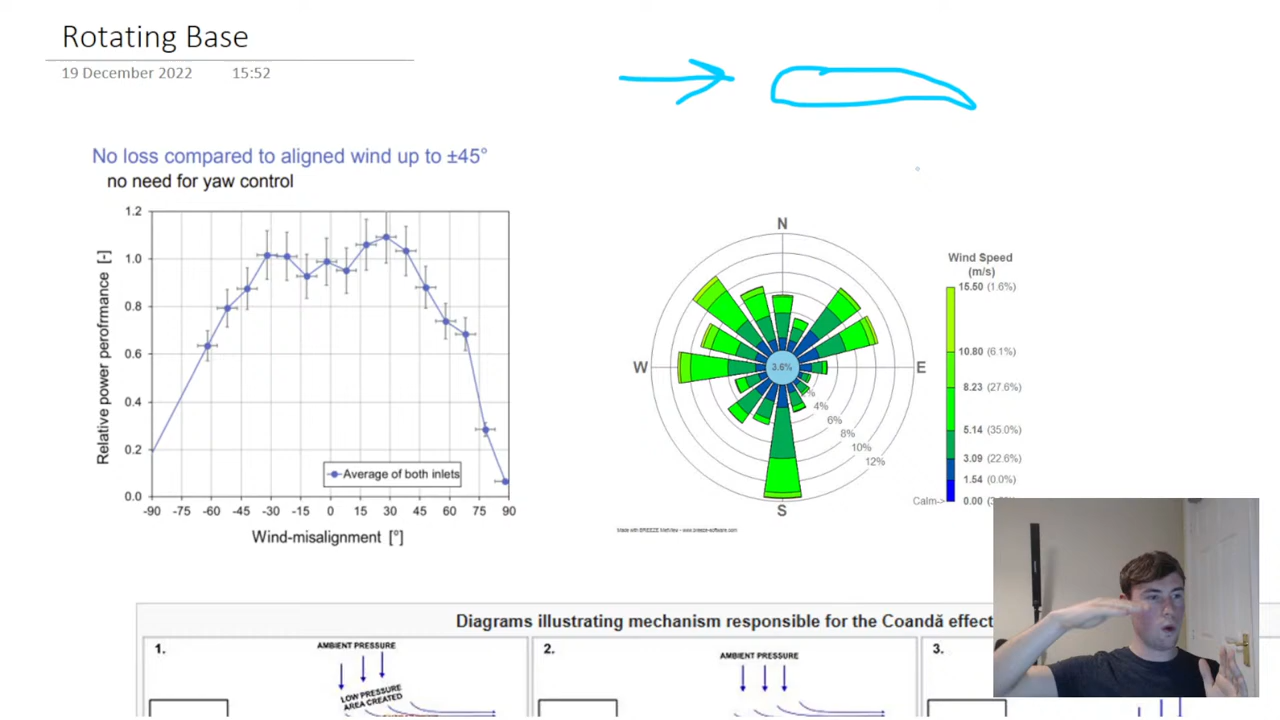 Rotating Base
19 December 2022 15:52
No loss compared to aligned wind up to ±45°
no need for yaw control
Relative power perofrmance [-]
1.2
1.0
0.8
0.6
0.4
0.2
0.0
Average of both inlets
-90 -75 -60 -45 -30 -15 0 15 30 45 60 75 90
Wind-misalignment [°]
N
W
E
S
3.6%
4%
6%
8%
10%
12%
Wind Speed
(m/s)
15.50 (1.6%)
10.80 (6.1%)
8.23 (27.6%)
5.14 (35.0%)
3.09 (22.6%)
1.54 (0.0%)
Calm-> 0.00
Diagrams illustrating mechanism responsible for the Coandă effect
1.
AMBIENT PRESSURE
LOW PRESSURE
AREA CREATED
2.
AMBIENT PRESSURE
3.